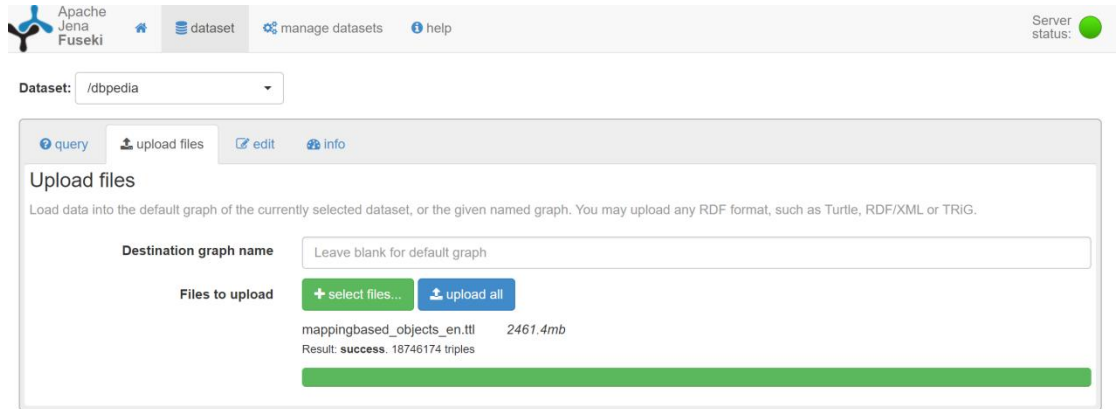 Apache
Jena
Fuseki
dataset
manage datasets
help
Server
status:
Dataset: /dbpedia
query
upload files
edit
info
Upload files
Load data into the default graph of the currently selected dataset, or the given named graph. You may upload any RDF format, such as Turtle, RDF/XML or TRiG.
Destination graph name
Leave blank for default graph
Files to upload
select files...
upload all
mappingbased_objects_en.ttl 2461.4mb
Result: success. 18746174 triples